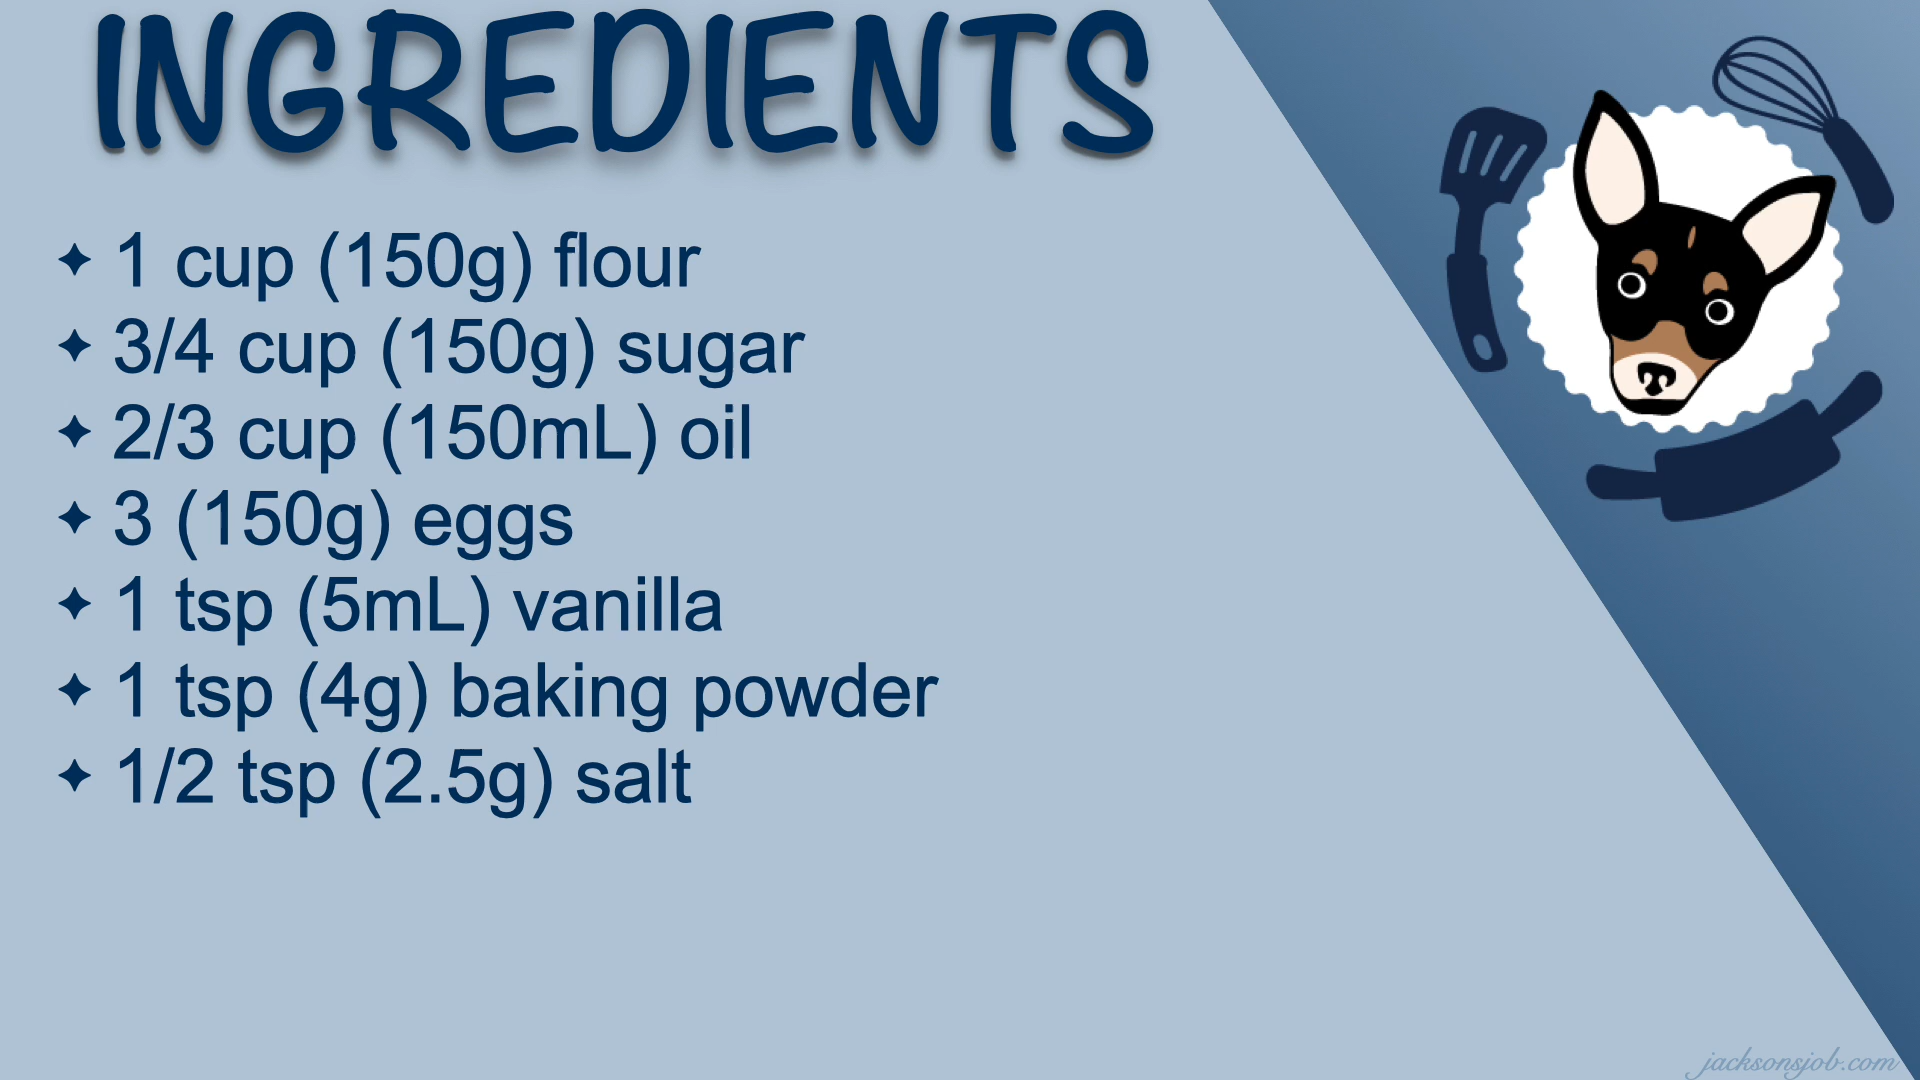 INGREDIENTS
✦ 1 cup (150g) flour
✦ 3/4 cup (150g) sugar
✦ 2/3 cup (150mL) oil
✦ 3 (150g) eggs
✦ 1 tsp (5mL) vanilla
✦ 1 tsp (4g) baking powder
✦ 1/2 tsp (2.5g) salt
jacksonsjob.com